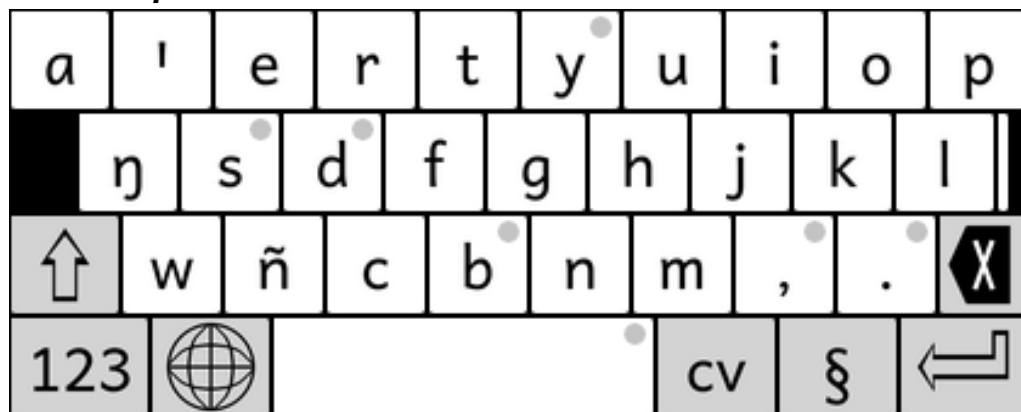 a ꞌ e r t y u i o p
ŋ s d f g h j k l
w ñ c b n m , .
123 cv §